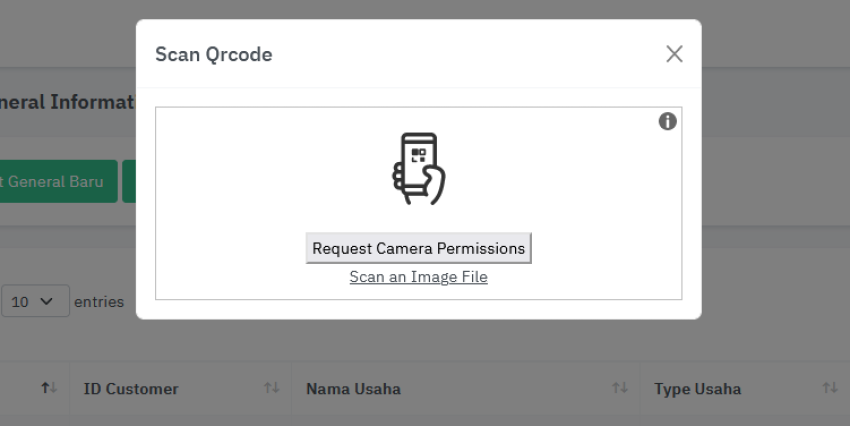 Scan Qrcode
neral Informat
t General Baru
Request Camera Permissions
Scan an Image File
10 entries
ID Customer Nama Usaha Type Usaha